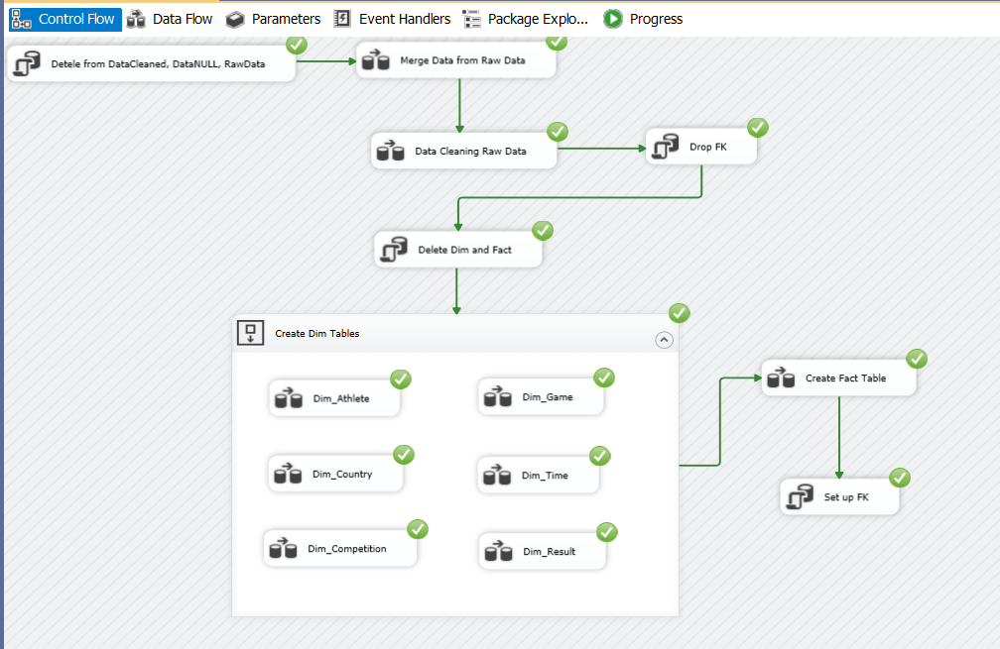 Control Flow
Data Flow
Parameters
Event Handlers
Package Explo...
Progress
Detele from DataCleaned, DataNULL, RawData
Merge Data from Raw Data
Data Cleaning Raw Data
Drop FK
Delete Dim and Fact
Create Dim Tables
Dim_Athlete
Dim_Game
Dim_Country
Dim_Time
Dim_Competition
Dim_Result
Create Fact Table
Set up FK